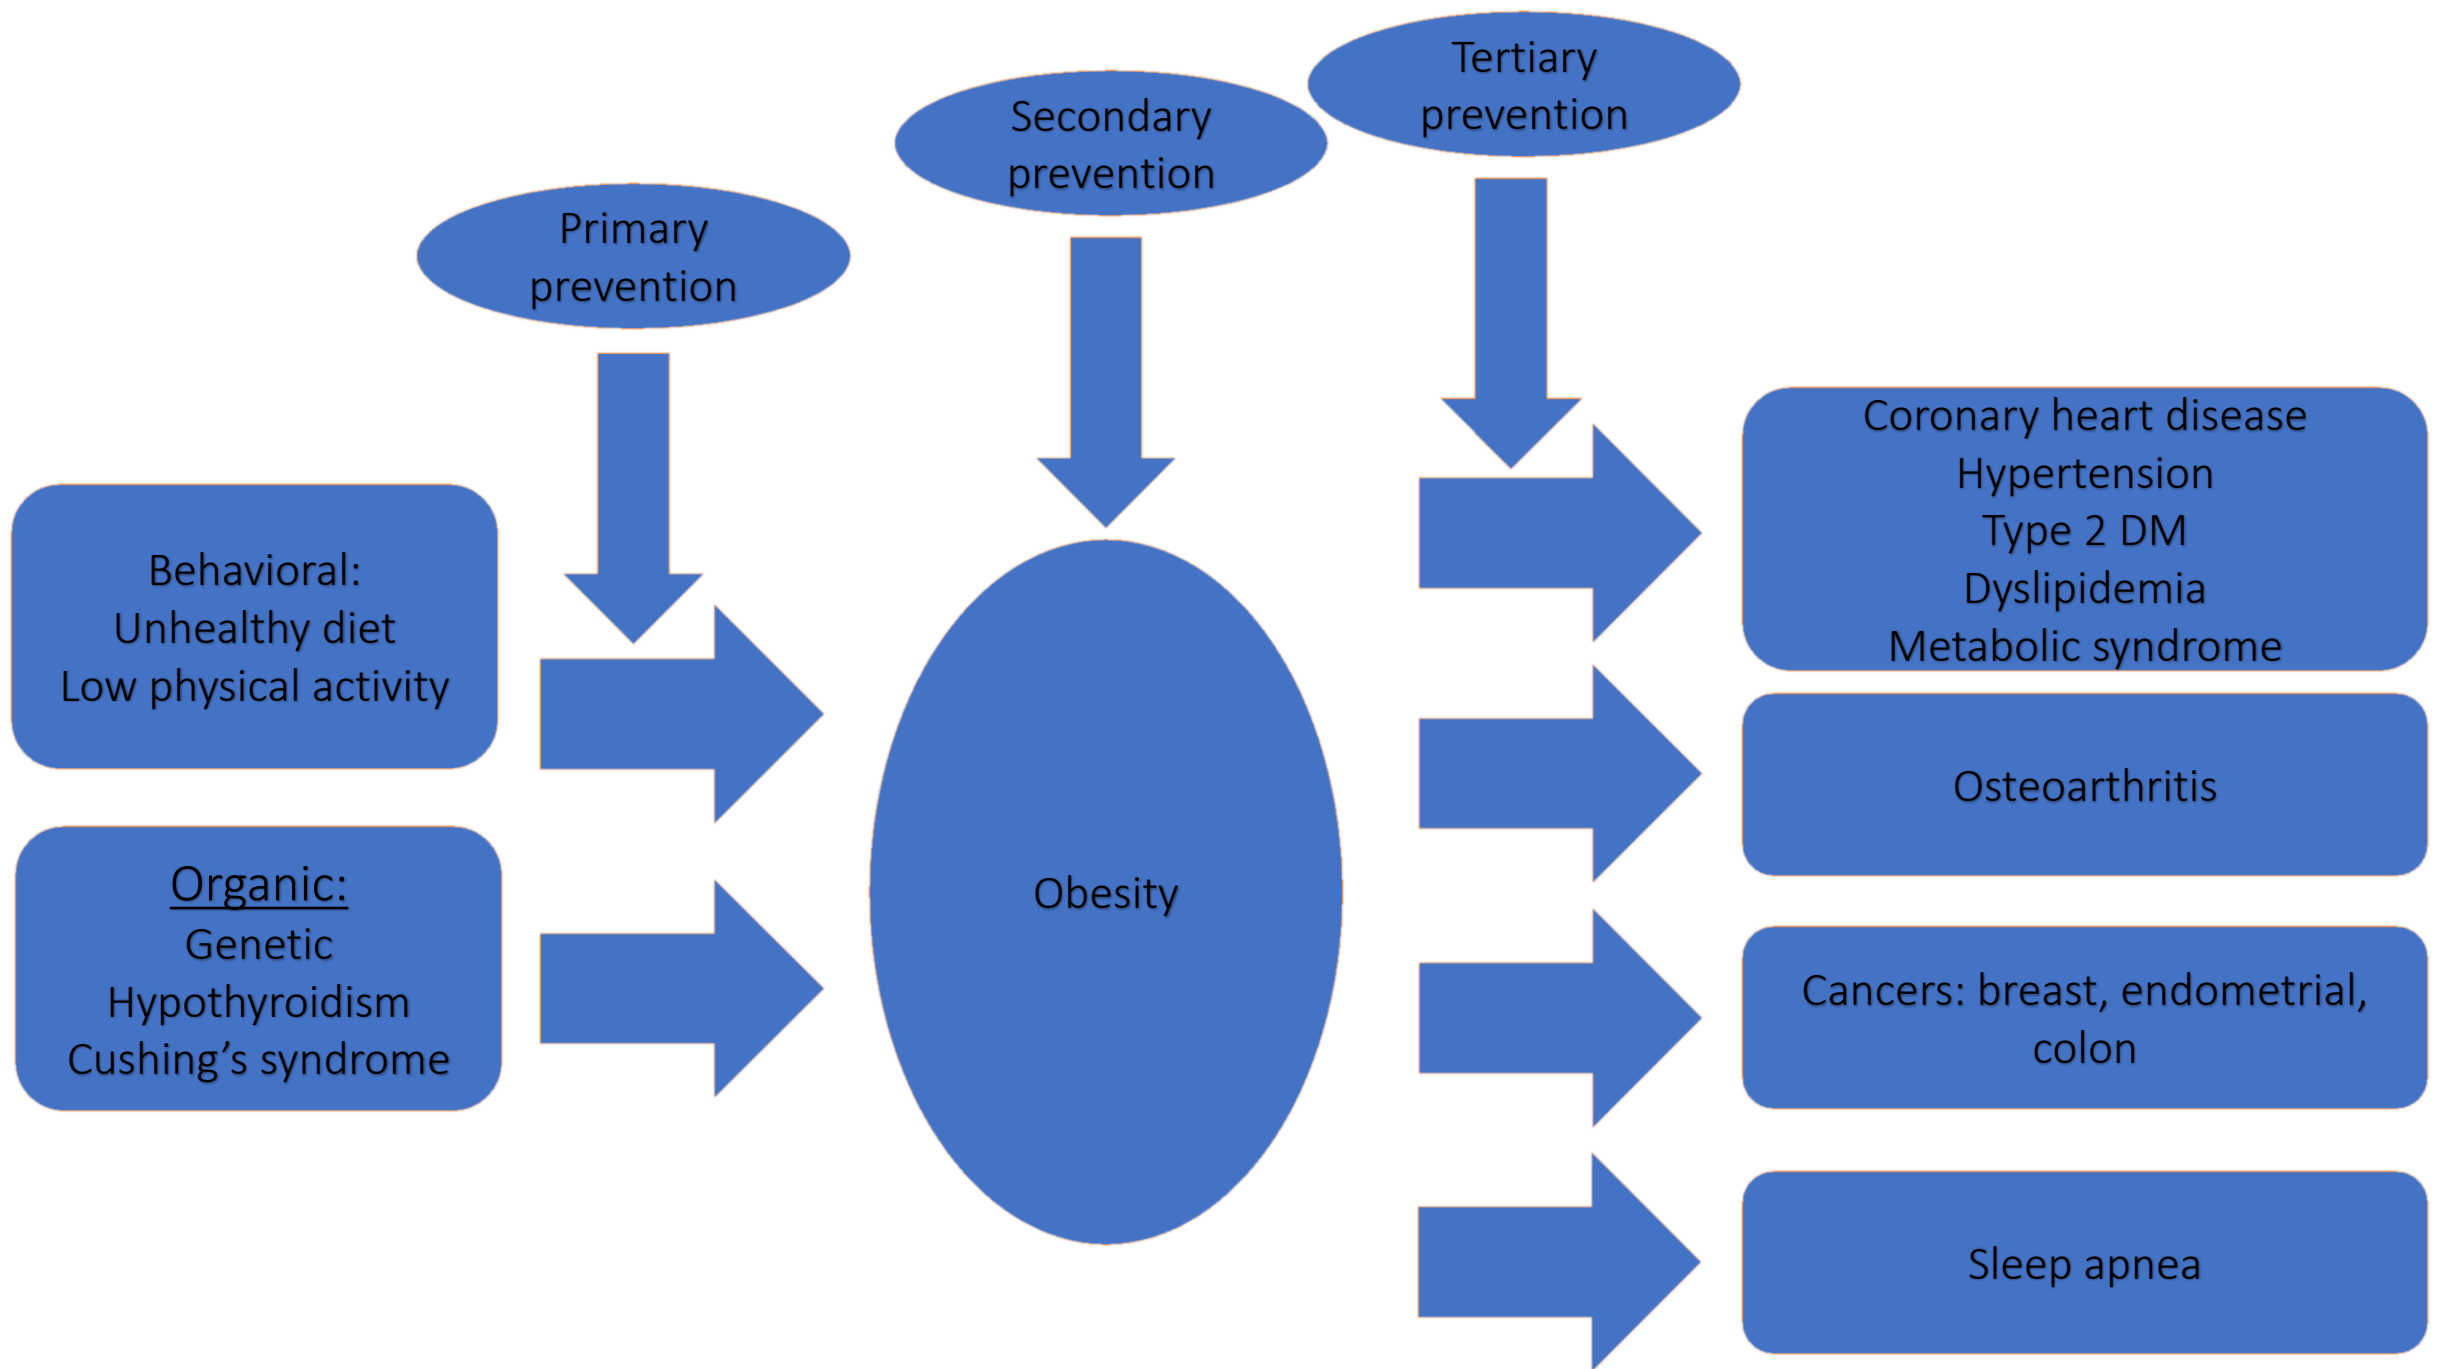 Tertiary
prevention
Secondary
prevention
Primary
prevention
Behavioral:
Unhealthy diet
Low physical activity
Organic:
Genetic
Hypothyroidism
Cushing’s syndrome
Obesity
Coronary heart disease
Hypertension
Type 2 DM
Dyslipidemia
Metabolic syndrome
Osteoarthritis
Cancers: breast, endometrial,
colon
Sleep apnea